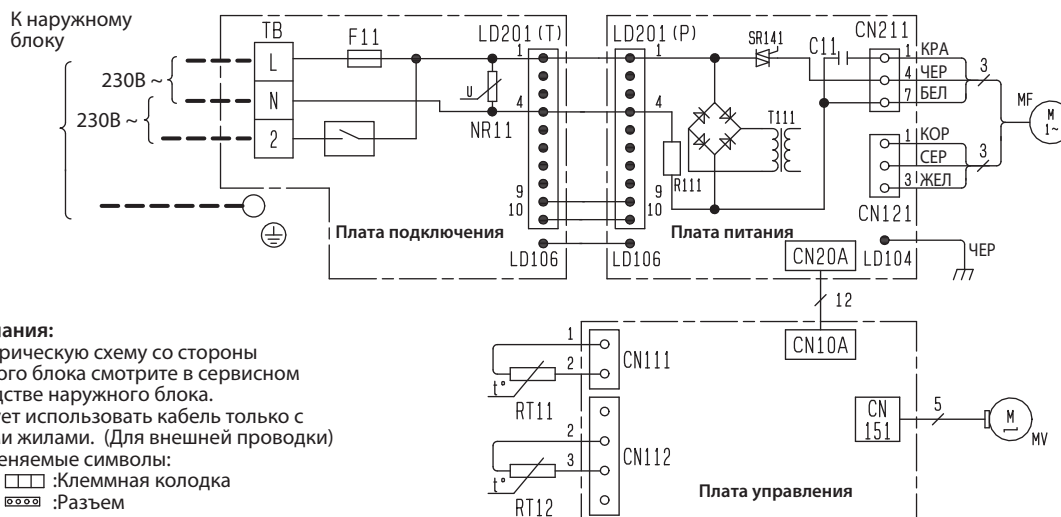 К наружному
блоку
TB
F11
LD201 (T)
LD201 (P)
SR141
C11
CN211
L
1
1
1
КРА
3
230В ~
4
ЧЕР
U
N
4
4
7
БЕЛ
MF
230В ~
NR11
T111
M
1~
2
1
КОР
R111
СЕР
3
9
9
3
ЖЕЛ
10
10
CN121
Плата подключения
Плата питания
LD106
LD106
CN20A
LD104
ЧЕР
12
ания:
рическую схему со стороны
1
CN10A
ого блока смотрите в сервисном
2
CN111
дстве наружного блока.
t°
ет использовать кабель только с
RT11
CN
151
5
M
и жилами. (Для внешней проводки)
MV
2
еняемые символы:
3
CN112
:Клеммная колодка
t°
Плата управления
:Разъем
RT12